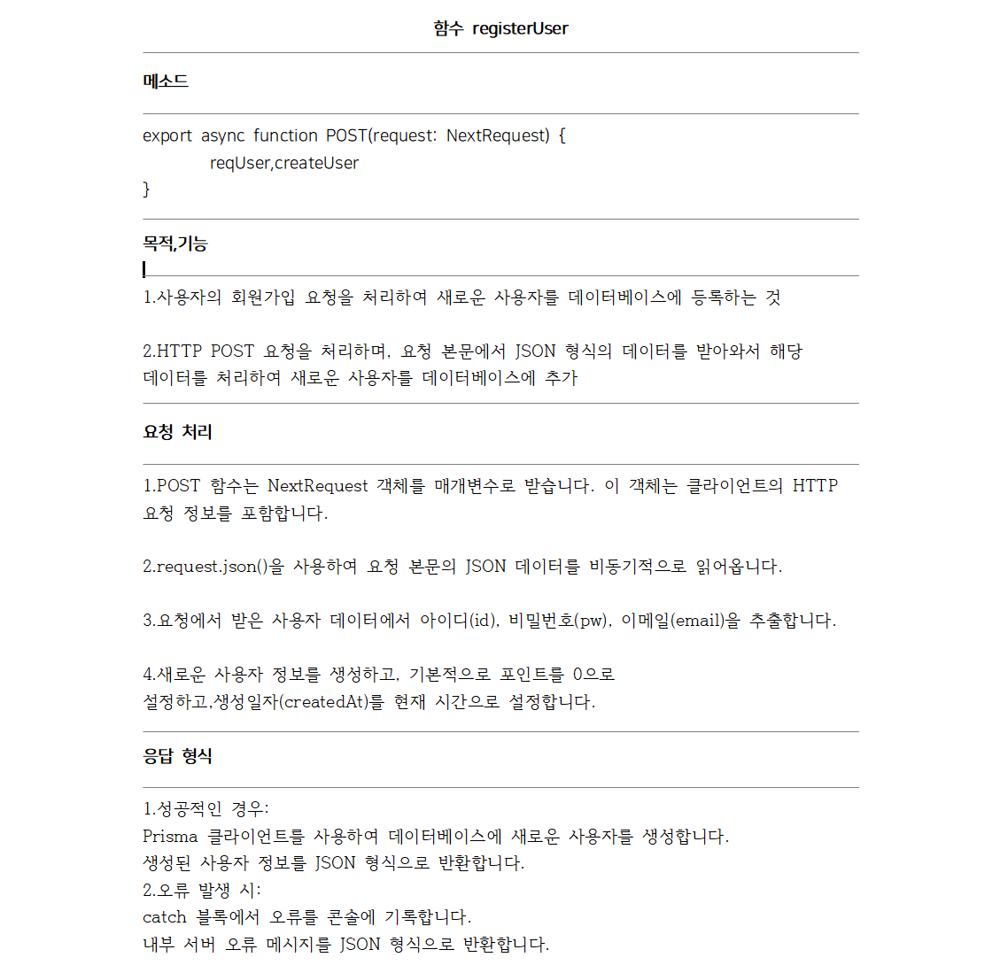 함수 registerUser
메소드
export async function POST(request: NextRequest) {
reqUser,createUser
}
목적,기능
1.사용자의 회원가입 요청을 처리하여 새로운 사용자를 데이터베이스에 등록하는 것
2.HTTP POST 요청을 처리하며, 요청 본문에서 JSON 형식의 데이터를 받아와서 해당
데이터를 처리하여 새로운 사용자를 데이터베이스에 추가
요청 처리
1.POST 함수는 NextRequest 객체를 매개변수로 받습니다. 이 객체는 클라이언트의 HTTP
요청 정보를 포함합니다.
2.request.json()을 사용하여 요청 본문의 JSON 데이터를 비동기적으로 읽어옵니다.
3.요청에서 받은 사용자 데이터에서 아이디(id), 비밀번호(pw), 이메일(email)을 추출합니다.
4.새로운 사용자 정보를 생성하고, 기본적으로 포인트를 0으로
설정하고,생성일자(createdAt)를 현재 시간으로 설정합니다.
응답 형식
1.성공적인 경우:
Prisma 클라이언트를 사용하여 데이터베이스에 새로운 사용자를 생성합니다.
생성된 사용자 정보를 JSON 형식으로 반환합니다.
2.오류 발생 시:
catch 블록에서 오류를 콘솔에 기록합니다.
내부 서버 오류 메시지를 JSON 형식으로 반환합니다.